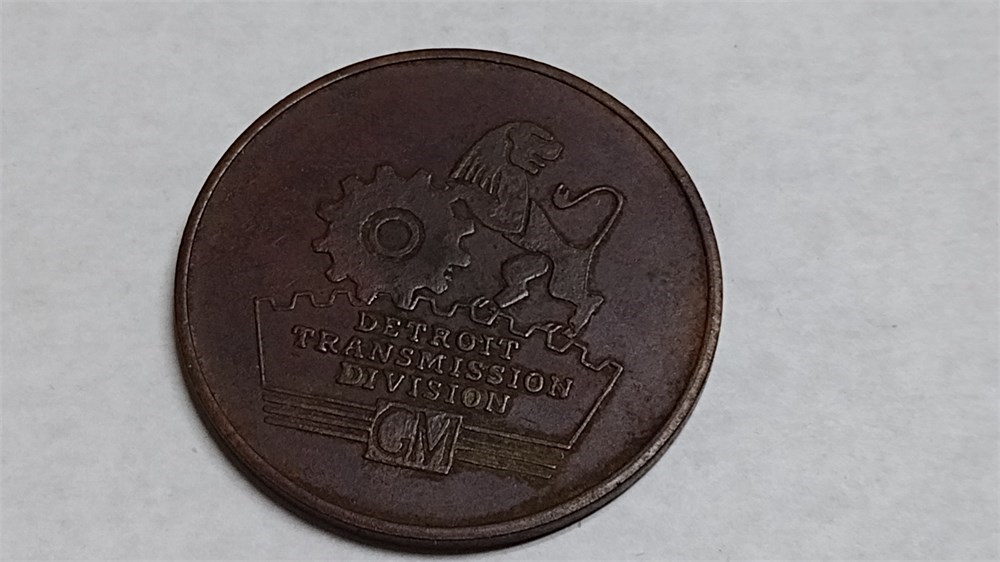 DETROIT
TRANSMISSION
DIVISION
GM